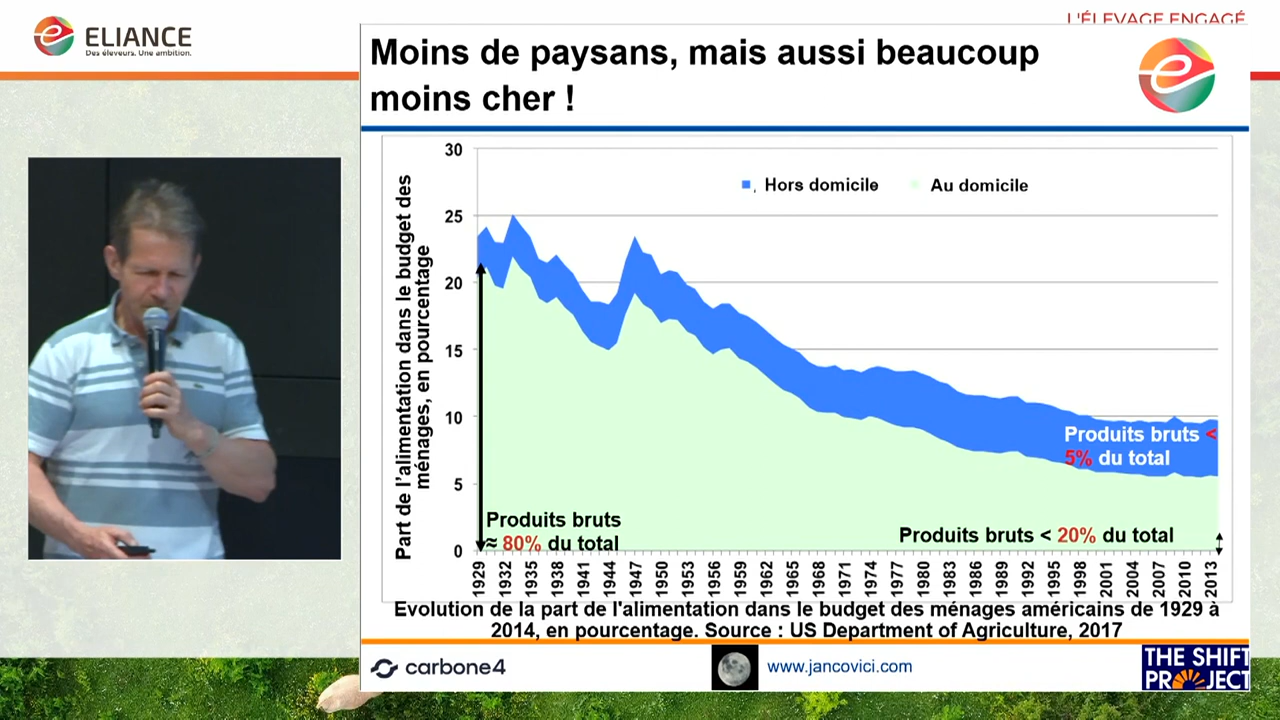 L'ÉLEVAGE ENGAGÉ
ELIANCE
Des éleveurs. Une ambition.
Moins de paysans, mais aussi beaucoup
moins cher !
Part de l'alimentation dans le budget des
ménages, en pourcentage
30
25
20
15
10
5
0
Hors domicile
Au domicile
Produits bruts <
5% du total
Produits bruts
≈ 80% du total
Produits bruts < 20% du total
1929 1932 1935 1938 1941 1944 1947 1950 1953 1956 1959 1962 1965 1968 1971 1974 1977 1980 1983 1986 1989 1992 1995 1998 2001 2004 2007 2010 2013
Evolution de la part de l'alimentation dans le budget des ménages américains de 1929 à
2014, en pourcentage. Source : US Department of Agriculture, 2017
carbone4
www.jancovici.com
THE SHIFT
PROJECT